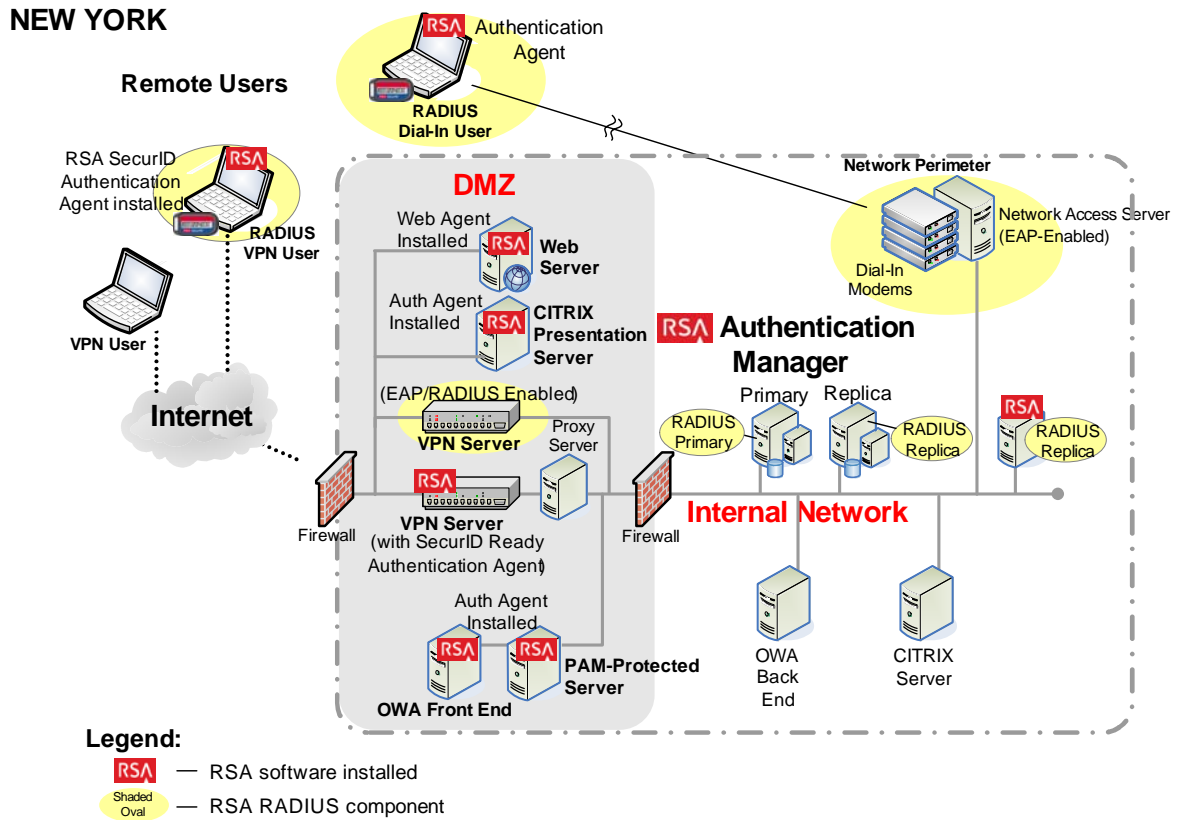 NEW YORK
RSA
Authentication
Agent
Remote Users
RADIUS
Dial-In User
RSA SecurID
Authentication
Agent installed
RSA
RADIUS
VPN User
VPN User
Internet
Firewall
DMZ
Web Agent
Installed
RSA
Web
Server
Auth Agent
Installed
RSA
CITRIX
Presentation
Server
(EAP/RADIUS Enabled)
VPN Server
Proxy
Server
RSA
VPN Server
(with SecurID Ready
Authentication Agent)
Auth Agent
Installed
RSA
RSA
OWA Front End
PAM-Protected
Server
Firewall
Network Perimeter
Network Access Server
(EAP-Enabled)
Dial-In
Modems
RSA Authentication
Manager
Primary
Replica
RADIUS
Primary
RADIUS
Replica
RSA
RADIUS
Replica
Internal Network
OWA
Back
End
CITRIX
Server
Legend:
RSA — RSA software installed
Shaded
Oval
— RSA RADIUS component